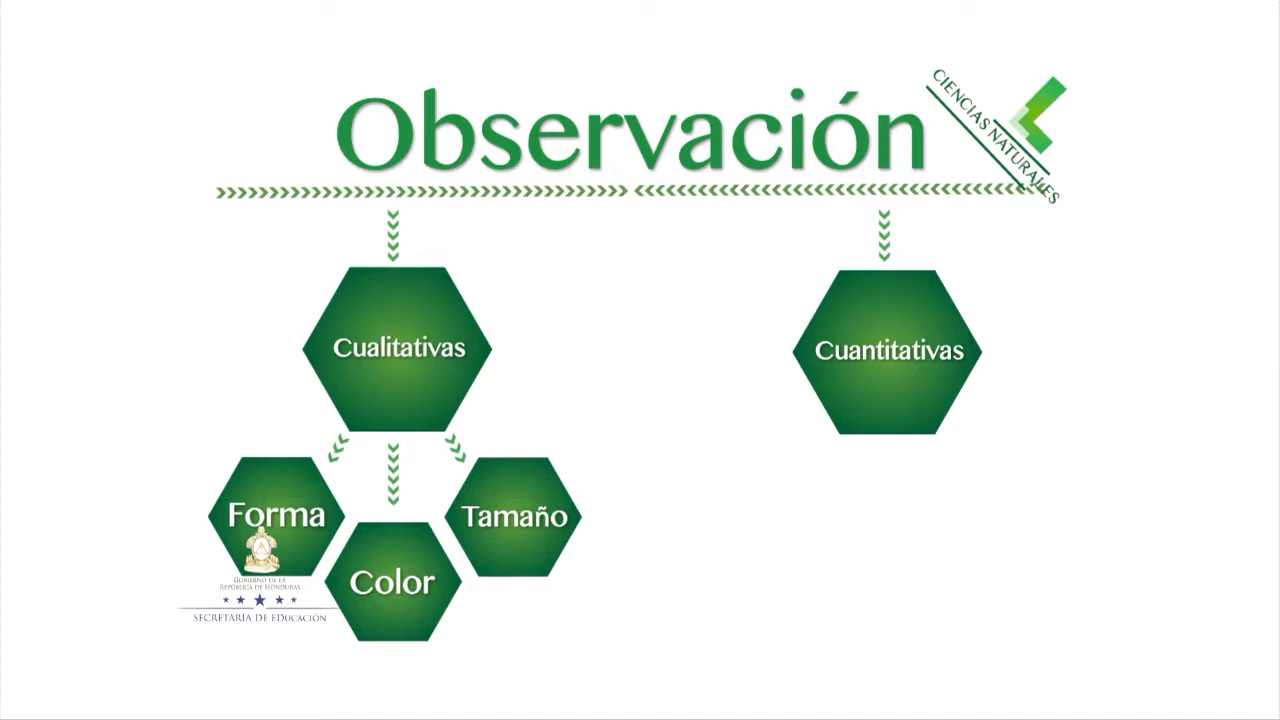 Observación
CIENCIAS NATURALES
Cualitativas
Cuantitativas
Forma
Tamaño
Color
GOBIERNO DE LA
REPÚBLICA DE HONDURAS
SECRETARÍA DE EDUCACIÓN